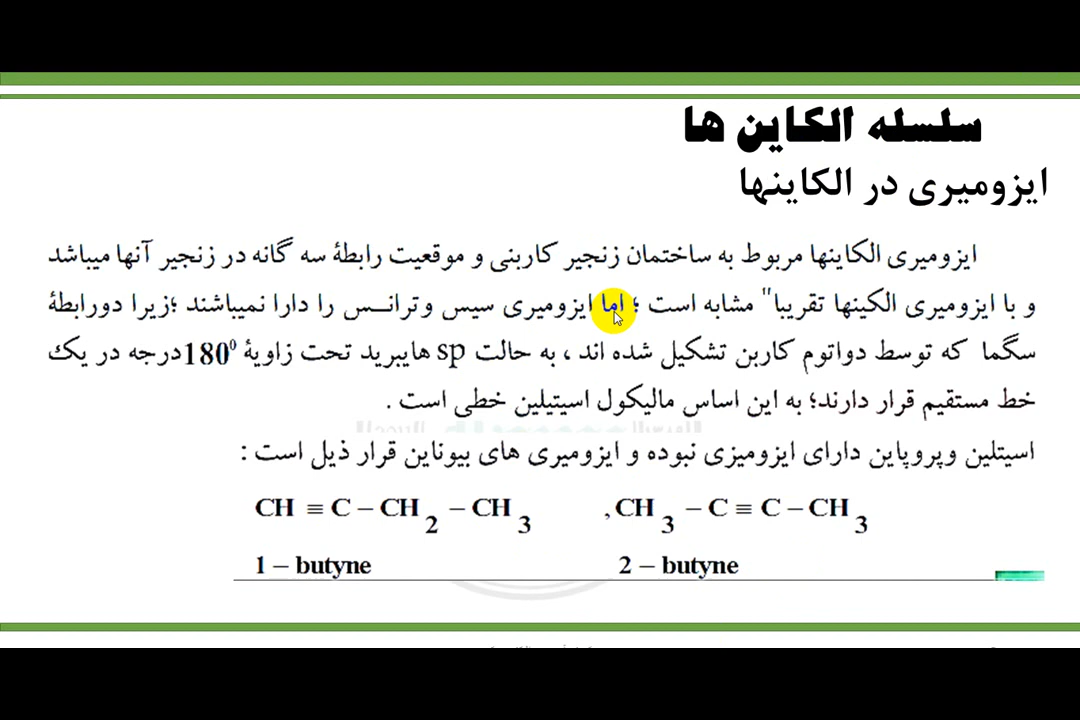 سلسله الکاین ها
ایزومیری در الکاینها
ایزومیری الکاینها مربوط به ساختمان زنجیر کاربنی و موقعیت رابطهٔ سه گانه در زنجیر آنها میباشد
و با ایزومیری الکینها تقریبا" مشابه است ؛ اما ایزومیری سیس وترانس را دارا نمیباشند ؛زیرا دورابطهٔ
سگما که توسط دواتوم کاربن تشکیل شده اند ، به حالت sp هایبرید تحت زاویهٔ 180⁰درجه در یک
خط مستقیم قرار دارند؛ به این اساس مالیکول اسیتیلین خطی است .
اسیتلین وپروپاین دارای ایزومیزی نبوده و ایزومیری های بیوناین قرار ذیل است :
CH ≡ C – CH₂ – CH₃ , CH₃ – C ≡ C – CH₃
1 – butyne 2 – butyne